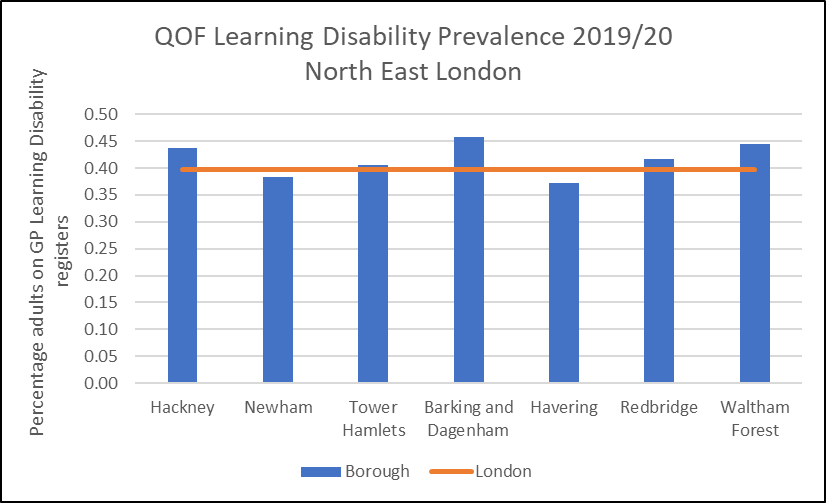 QOF Learning Disability Prevalence 2019/20
North East London
Percentage adults on GP Learning Disability
registers
0.50
0.45
0.40
0.35
0.30
0.25
0.20
0.15
0.10
0.05
0.00
Hackney
Newham
Tower
Hamlets
Barking and
Dagenham
Havering
Redbridge
Waltham
Forest
Borough
London